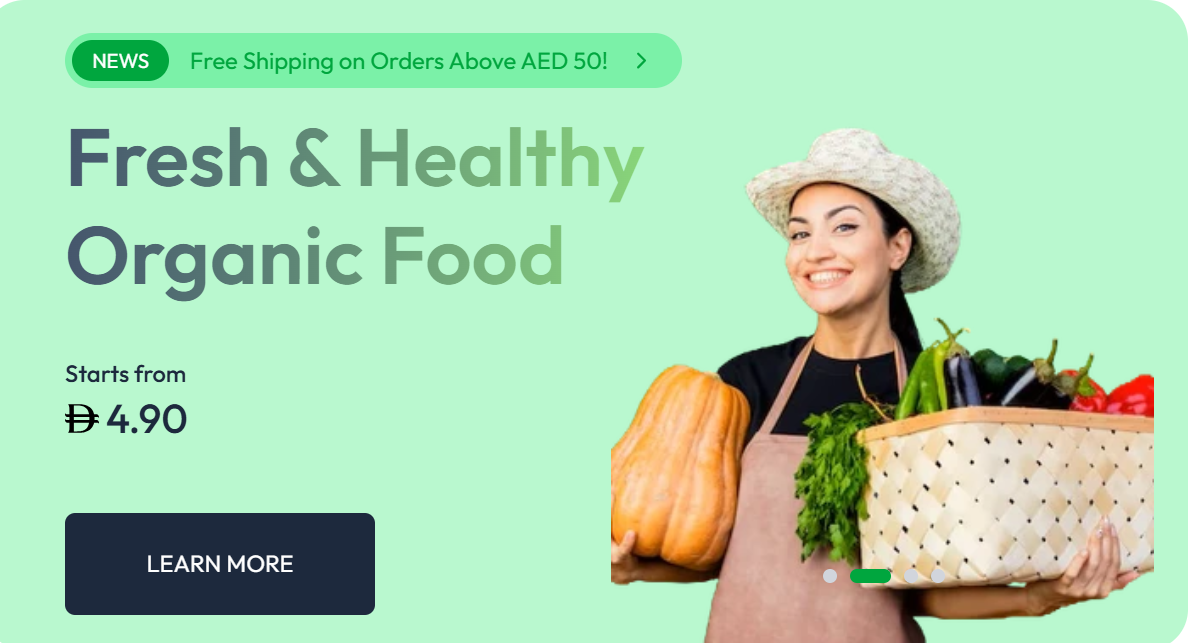 NEWS Free Shipping on Orders Above AED 50!
Fresh & Healthy
Organic Food
Starts from
 4.90
LEARN MORE